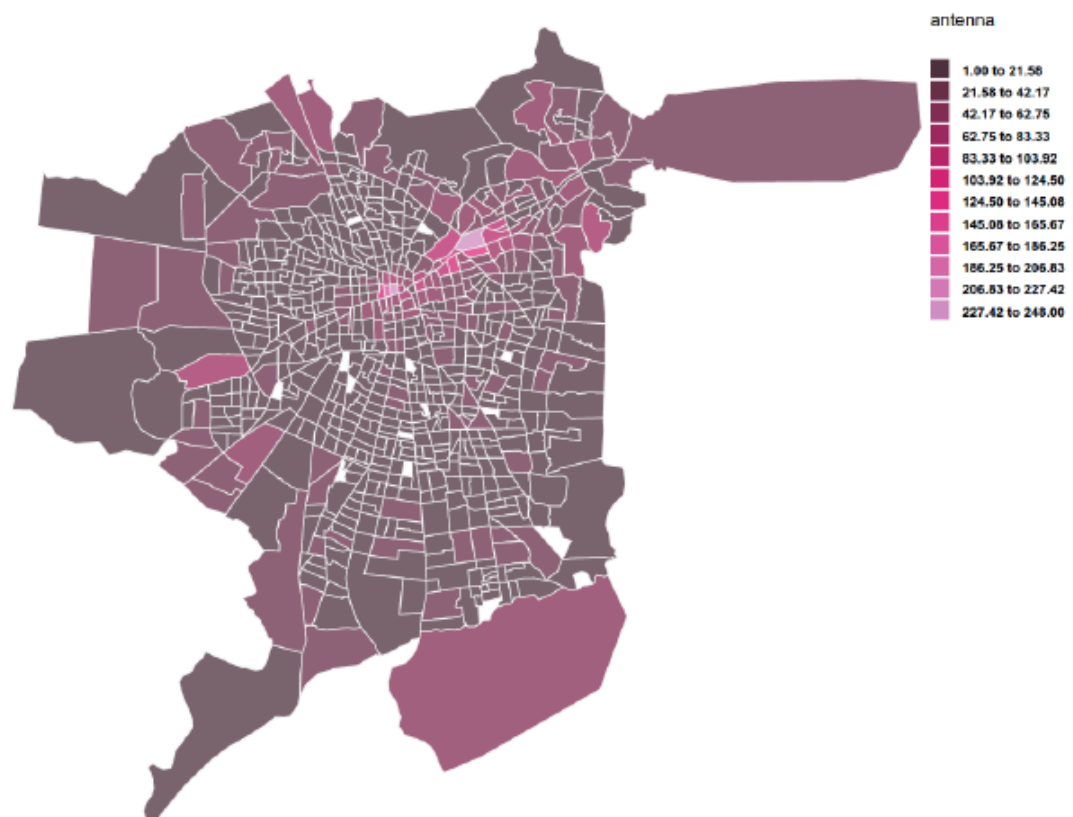 antenna
1.00 to 21.58
21.58 to 42.17
42.17 to 62.75
62.75 to 83.33
83.33 to 103.92
103.92 to 124.50
124.50 to 145.08
145.08 to 165.67
165.67 to 186.25
186.25 to 206.83
206.83 to 227.42
227.42 to 248.00